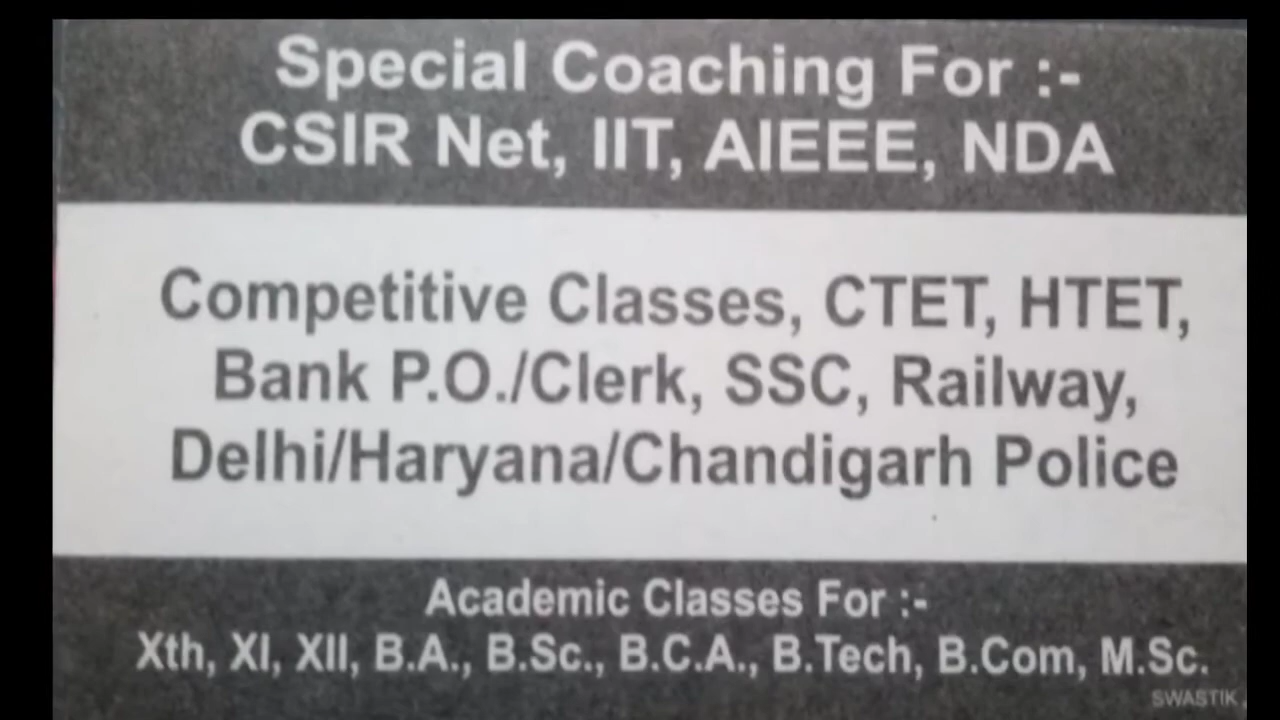 Special Coaching For :-
CSIR Net, IIT, AIEEE, NDA
Competitive Classes, CTET, HTET,
Bank P.O./Clerk, SSC, Railway,
Delhi/Haryana/Chandigarh Police
Academic Classes For :-
Xth, XI, XII, B.A., B.Sc., B.C.A., B.Tech, B.Com, M.Sc.
SWASTIK